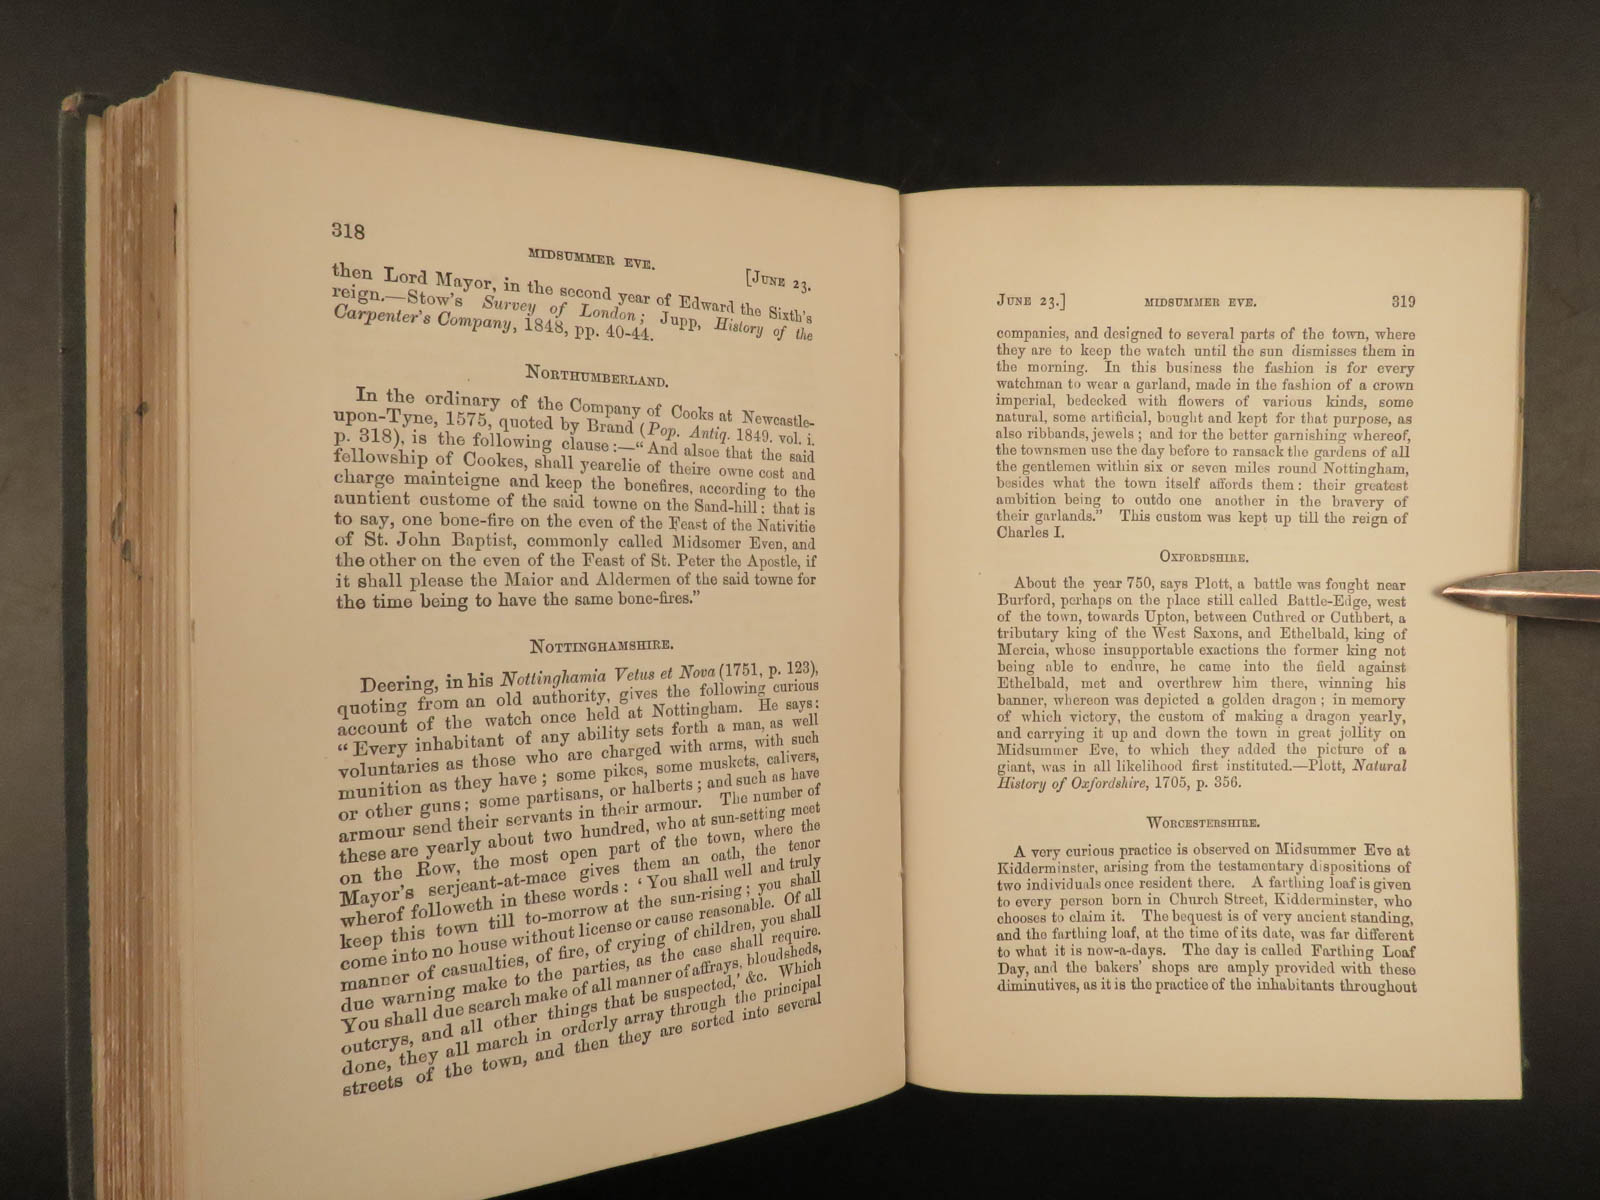 318
MIDSUMMER EVE.
[JUNE 23.
then Lord Mayor, in the second year of Edward the Sixth's
reign.—Stow's Survey of London; Jupp, History of the
Carpenter's Company, 1848, pp. 40-44.
NORTHUMBERLAND.
In the ordinary of the Company of Cooks at Newcastle-
upon-Tyne, 1575, quoted by Brand (Pop. Antiq. 1849. vol. i.
p. 318), is the following clause:—“And alsoe that the said
fellowship of Cookes, shall yearelie of theire owne cost and
charge mainteigne and keep the bonefires, according to the
auntient custome of the said towne on the Sand-hill: that is
to say, one bone-fire on the even of the Feast of the Nativitie
of St. John Baptist, commonly called Midsomer Even, and
the other on the even of the Feast of St. Peter the Apostle, if
it shall please the Maior and Aldermen of the said towne for
the time being to have the same bone-fires.”
NOTTINGHAMSHIRE.
Deering, in his Nottinghamia Vetus et Nova (1751, p. 123),
quoting from an old authority, gives the following curious
account of the watch once held at Nottingham. He says:
“Every inhabitant of any ability sets forth a man, as well
voluntaries as those who are charged with arms, with such
munition as they have; some pikes, some muskets, calivers,
or other guns; some partisans, or halberts; and such as have
armour send their servants in their armour. The number of
these are yearly about two hundred, who at sun-setting meet
on the Row, the most open part of the town, where the
Mayor's serjeant-at-mace gives them an oath, the tenor
wherof followeth in these words: ‘You shall well and truly
keep this town till to-morrow at the sun-rising; you shall
come into no house without license or cause reasonable. Of all
manner of casualties, of fire, of crying of children, you shall
due warning make to the parties, as the case shall require.
You shall due search make of all manner of affrays, bloudsheds,
outcrys, and all other things that be suspected,’ &c. Which
done, they all march in orderly array through the principal
streets of the town, and then they are sorted into several
JUNE 23.]
MIDSUMMER EVE.
319
companies, and designed to several parts of the town, where
they are to keep the watch until the sun dismisses them in
the morning. In this business the fashion is for every
watchman to wear a garland, made in the fashion of a crown
imperial, bedecked with flowers of various kinds, some
natural, some artificial, bought and kept for that purpose, as
also ribbands, jewels; and for the better garnishing whereof,
the townsmen use the day before to ransack the gardens of all
the gentlemen within six or seven miles round Nottingham,
besides what the town itself affords them: their greatest
ambition being to outdo one another in the bravery of
their garlands.” This custom was kept up till the reign of
Charles I.
OXFORDSHIRE.
About the year 750, says Plott, a battle was fought near
Burford, perhaps on the place still called Battle-Edge, west
of the town, towards Upton, between Cuthred or Cuthbert, a
tributary king of the West Saxons, and Ethelbald, king of
Mercia, whose insupportable exactions the former king not
being able to endure, he came into the field against
Ethelbald, met and overthrew him there, winning his
banner, whereon was depicted a golden dragon; in memory
of which victory, the custom of making a dragon yearly,
and carrying it up and down the town in great jollity on
Midsummer Eve, to which they added the picture of a
giant, was in all likelihood first instituted.—Plott, Natural
History of Oxfordshire, 1705, p. 356.
WORCESTERSHIRE.
A very curious practice is observed on Midsummer Eve at
Kidderminster, arising from the testamentary dispositions of
two individuals once resident there. A farthing loaf is given
to every person born in Church Street, Kidderminster, who
chooses to claim it. The bequest is of very ancient standing,
and the farthing loaf, at the time of its date, was far different
to what it is now-a-days. The day is called Farthing Loaf
Day, and the bakers' shops are amply provided with these
diminutives, as it is the practice of the inhabitants throughout